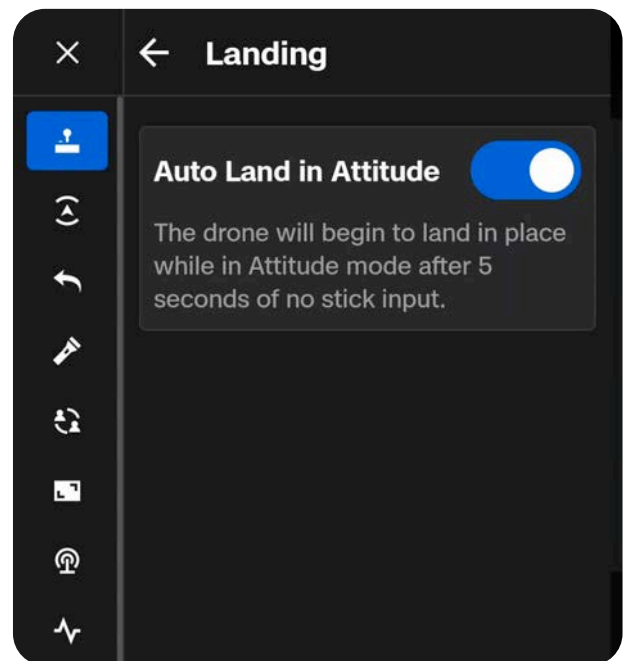 Landing
Auto Land in Attitude
The drone will begin to land in place
while in Attitude mode after 5
seconds of no stick input.